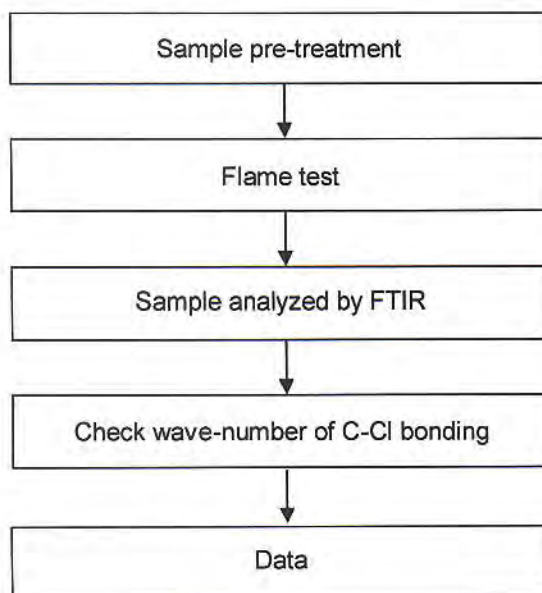 Sample pre-treatment
Flame test
Sample analyzed by FTIR
Check wave-number of C-Cl bonding
Data